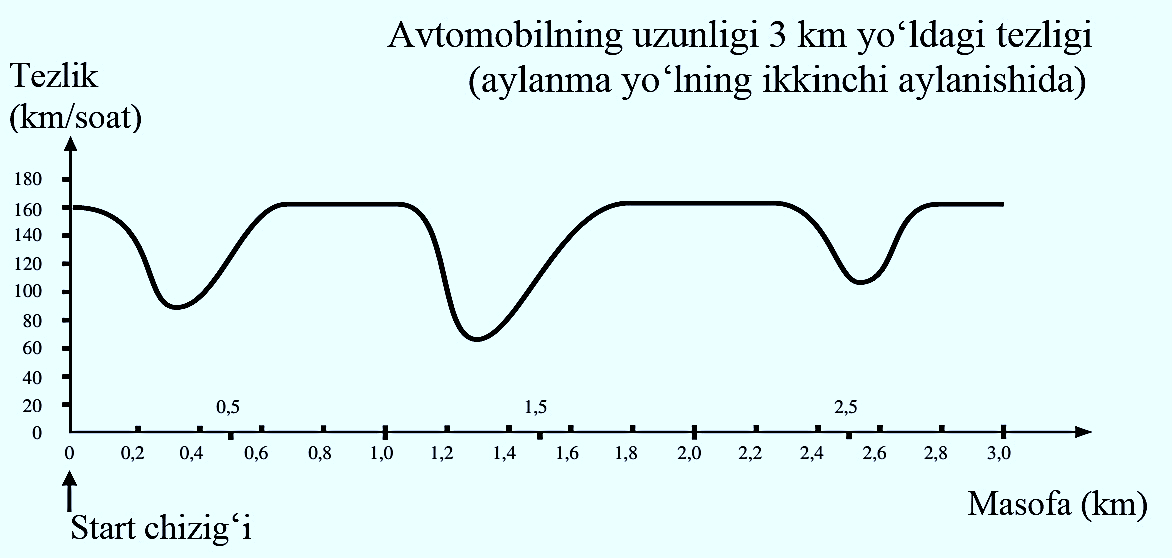 Avtomobilning uzunligi 3 km yo‘ldagi tezligi
(aylanma yo‘lning ikkinchi aylanishida)
Tezlik
(km/soat)
180
160
140
120
100
80
60
40
20
0
0,5 1,5 2,5
0 0,2 0,4 0,6 0,8 1,0 1,2 1,4 1,6 1,8 2,0 2,2 2,4 2,6 2,8 3,0
Masofa (km)
Start chizig‘i